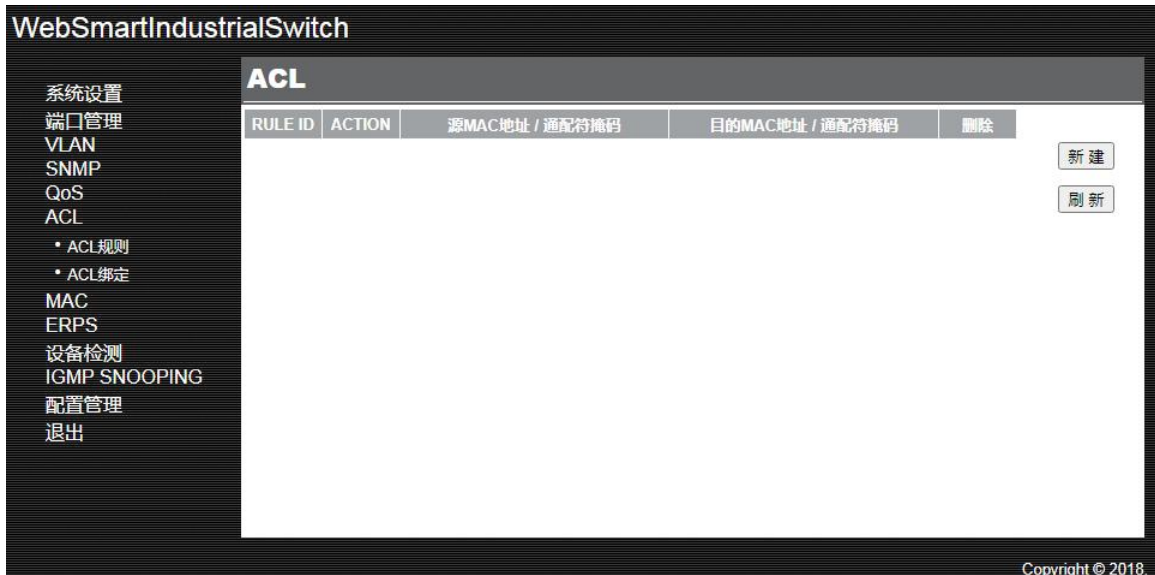 WebSmartIndustrialSwitch
系统设置
端口管理
VLAN
SNMP
QoS
ACL
• ACL规则
• ACL绑定
MAC
ERPS
设备检测
IGMP SNOOPING
配置管理
退出
ACL
RULE ID ACTION 源MAC地址 / 通配符掩码 目的MAC地址 / 通配符掩码 删除
新 建
刷 新
Copyright © 2018.